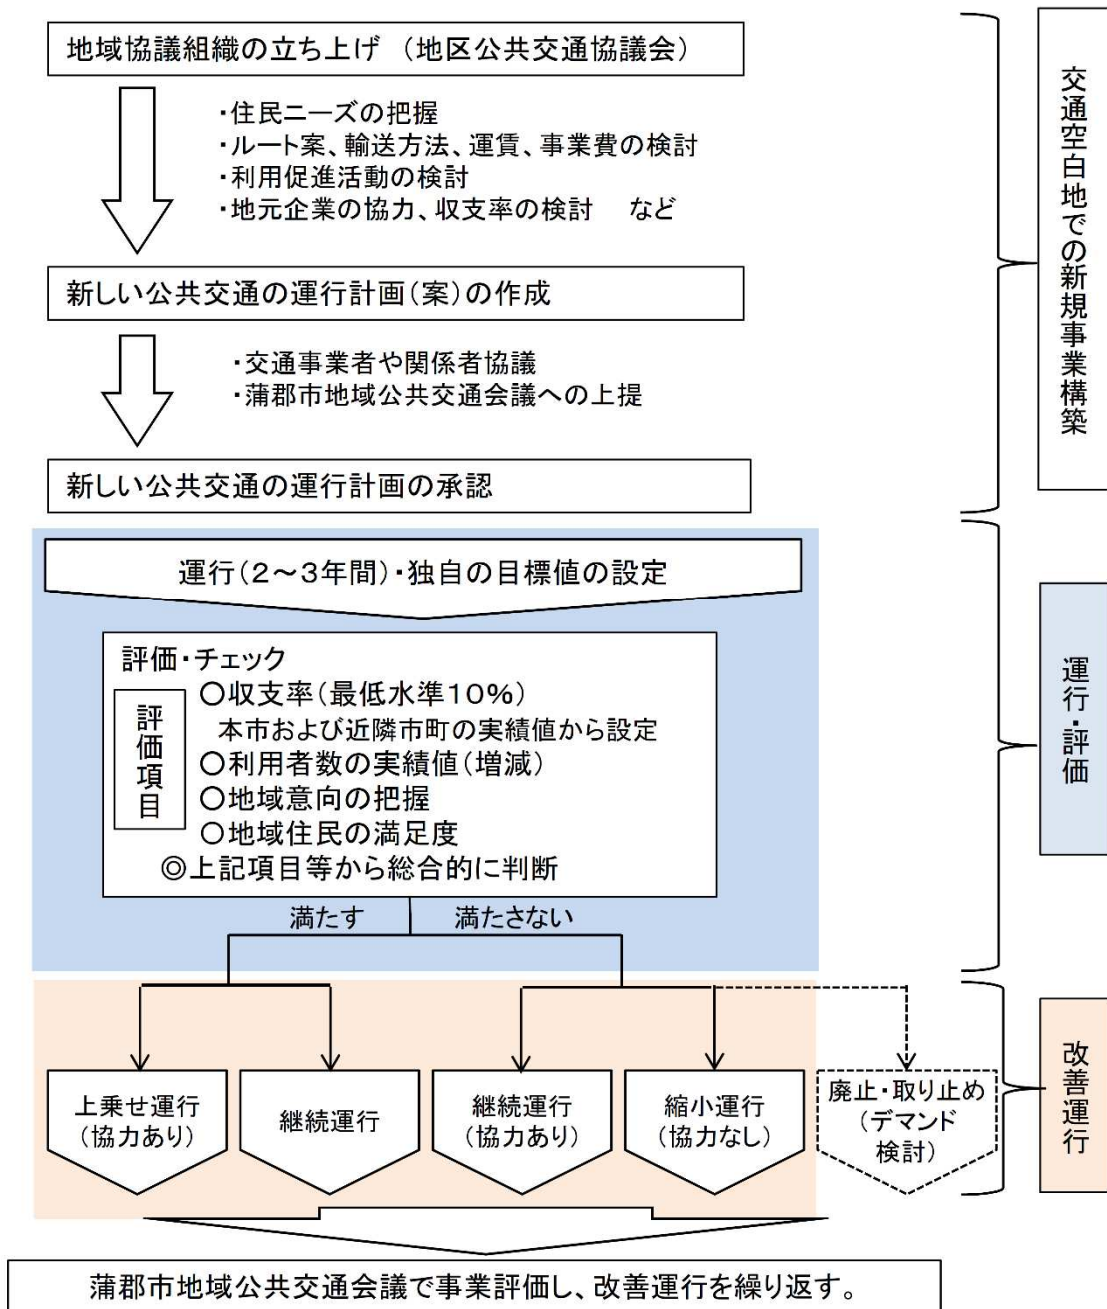 地域協議組織の立ち上げ （地区公共交通協議会）
・住民ニーズの把握
・ルート案、輸送方法、運賃、事業費の検討
・利用促進活動の検討
・地元企業の協力、収支率の検討　など
新しい公共交通の運行計画（案）の作成
・交通事業者や関係者協議
・蒲郡市地域公共交通会議への上提
新しい公共交通の運行計画の承認
交通空白地での新規事業構築
運行（２～３年間）・独自の目標値の設定
評価・チェック
評価項目
○収支率（最低水準１０％）
本市および近隣市町の実績値から設定
○利用者数の実績値（増減）
○地域意向の把握
○地域住民の満足度
◎上記項目等から総合的に判断
満たす
満たさない
運行・評価
上乗せ運行
（協力あり）
継続運行
継続運行
（協力あり）
縮小運行
（協力なし）
廃止・取り止め
（デマンド
検討）
改善運行
蒲郡市地域公共交通会議で事業評価し、改善運行を繰り返す。